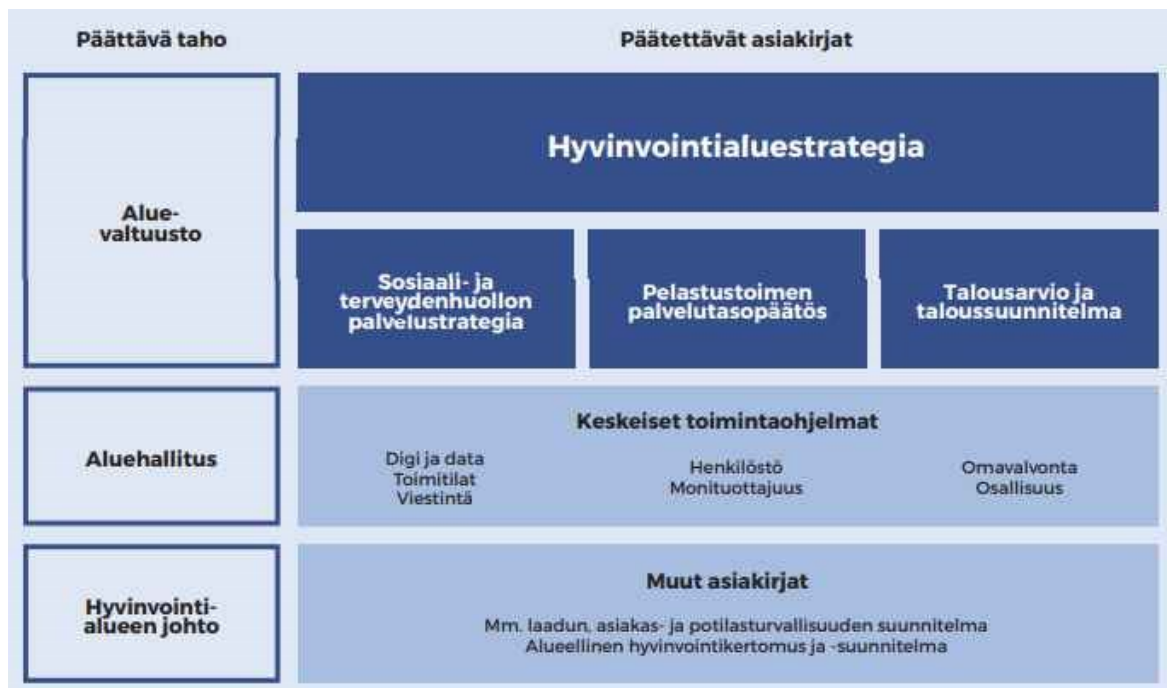 Päättävä taho
Päätettävät asiakirjat
Alue-
valtuusto
Hyvinvointialuestrategia
Sosiaali- ja
terveydenhuollon
palvelustrategia
Pelastustoimen
palvelutasopäätös
Talousarvio ja
taloussuunnitelma
Aluehallitus
Keskeiset toimintaohjelmat
Digi ja data
Toimitilat
Viestintä
Henkilöstö
Monituottajuus
Omavalvonta
Osallisuus
Hyvinvointi-
alueen johto
Muut asiakirjat
Mm. laadun, asiakas- ja potilasturvallisuuden suunnitelma
Alueellinen hyvinvointikertomus ja -suunnitelma